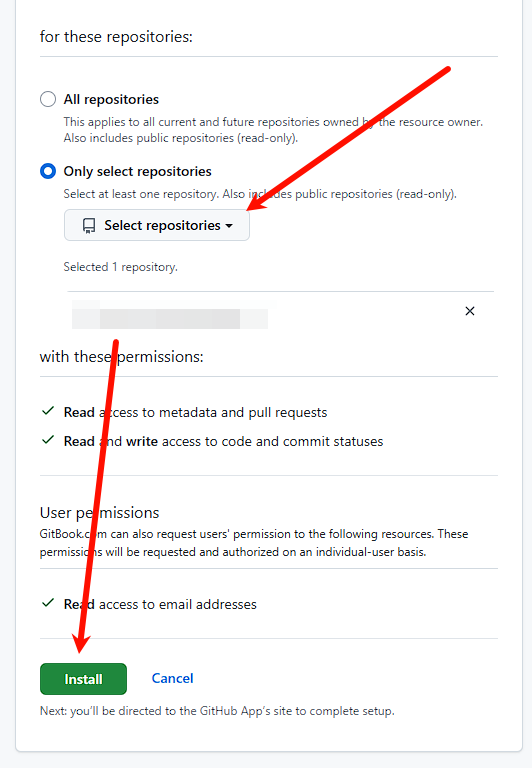 for these repositories:
All repositories
This applies to all current and future repositories owned by the resource owner.
Also includes public repositories (read-only).
Only select repositories
Select at least one repository. Also includes public repositories (read-only).
Select repositories
Selected 1 repository.
with these permissions:
Read access to metadata and pull requests
Read and write access to code and commit statuses
User permissions
GitBook.com can also request users' permission to the following resources. These
permissions will be requested and authorized on an individual-user basis.
Read access to email addresses
Install Cancel
Next: you'll be directed to the GitHub App's site to complete setup.